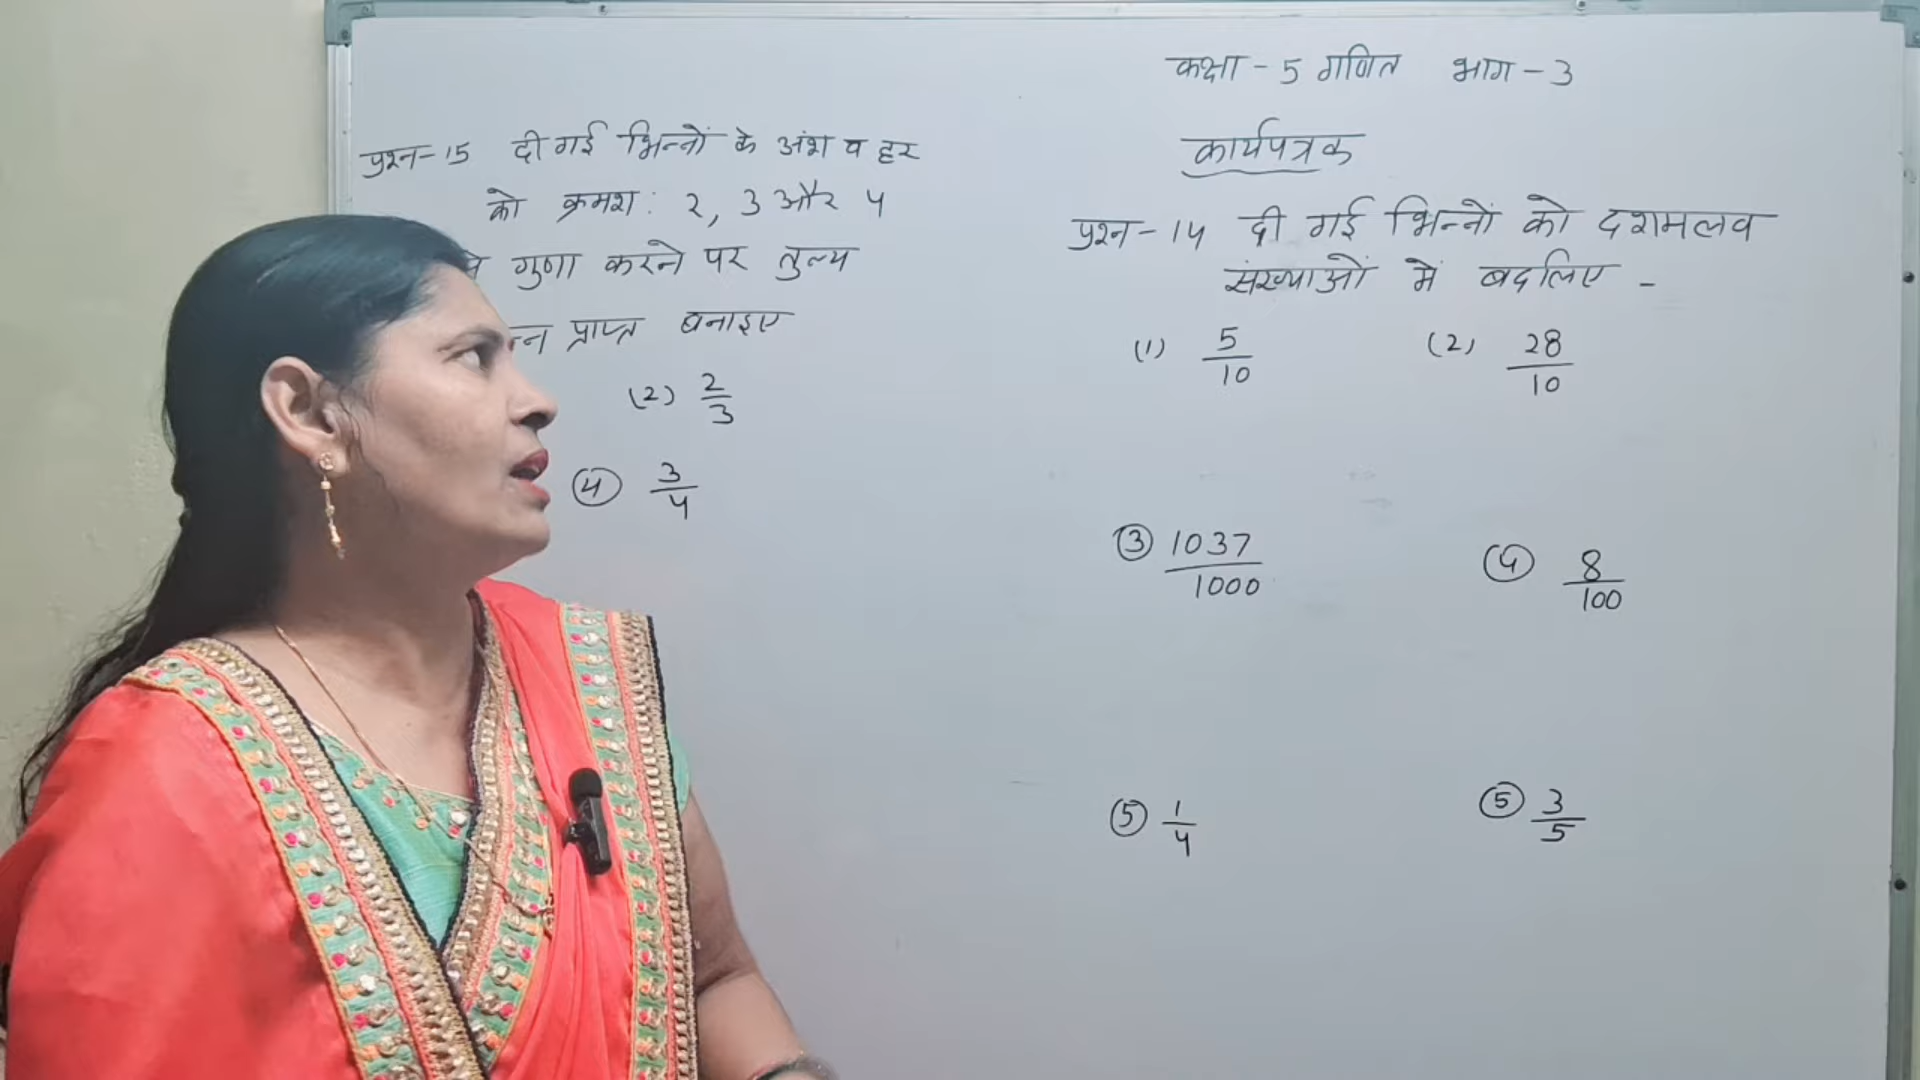 कक्षा - 5 गणित भाग - 3
कार्यपत्रक
प्रश्न - 14 दी गई भिन्नों को दशमलव
संख्याओं में बदलिए -
(1) 5/10 (2) 28/10
③ 1037/1000 ④ 8/100
⑤ 1/4 ⑤ 3/5
प्रश्न - 15 दी गई भिन्नों के अंश व हर
को क्रमश: 2, 3 और 4
गुणा करने पर तुल्य
प्राप्त बनाइए
(2) 2/3
④ 3/4